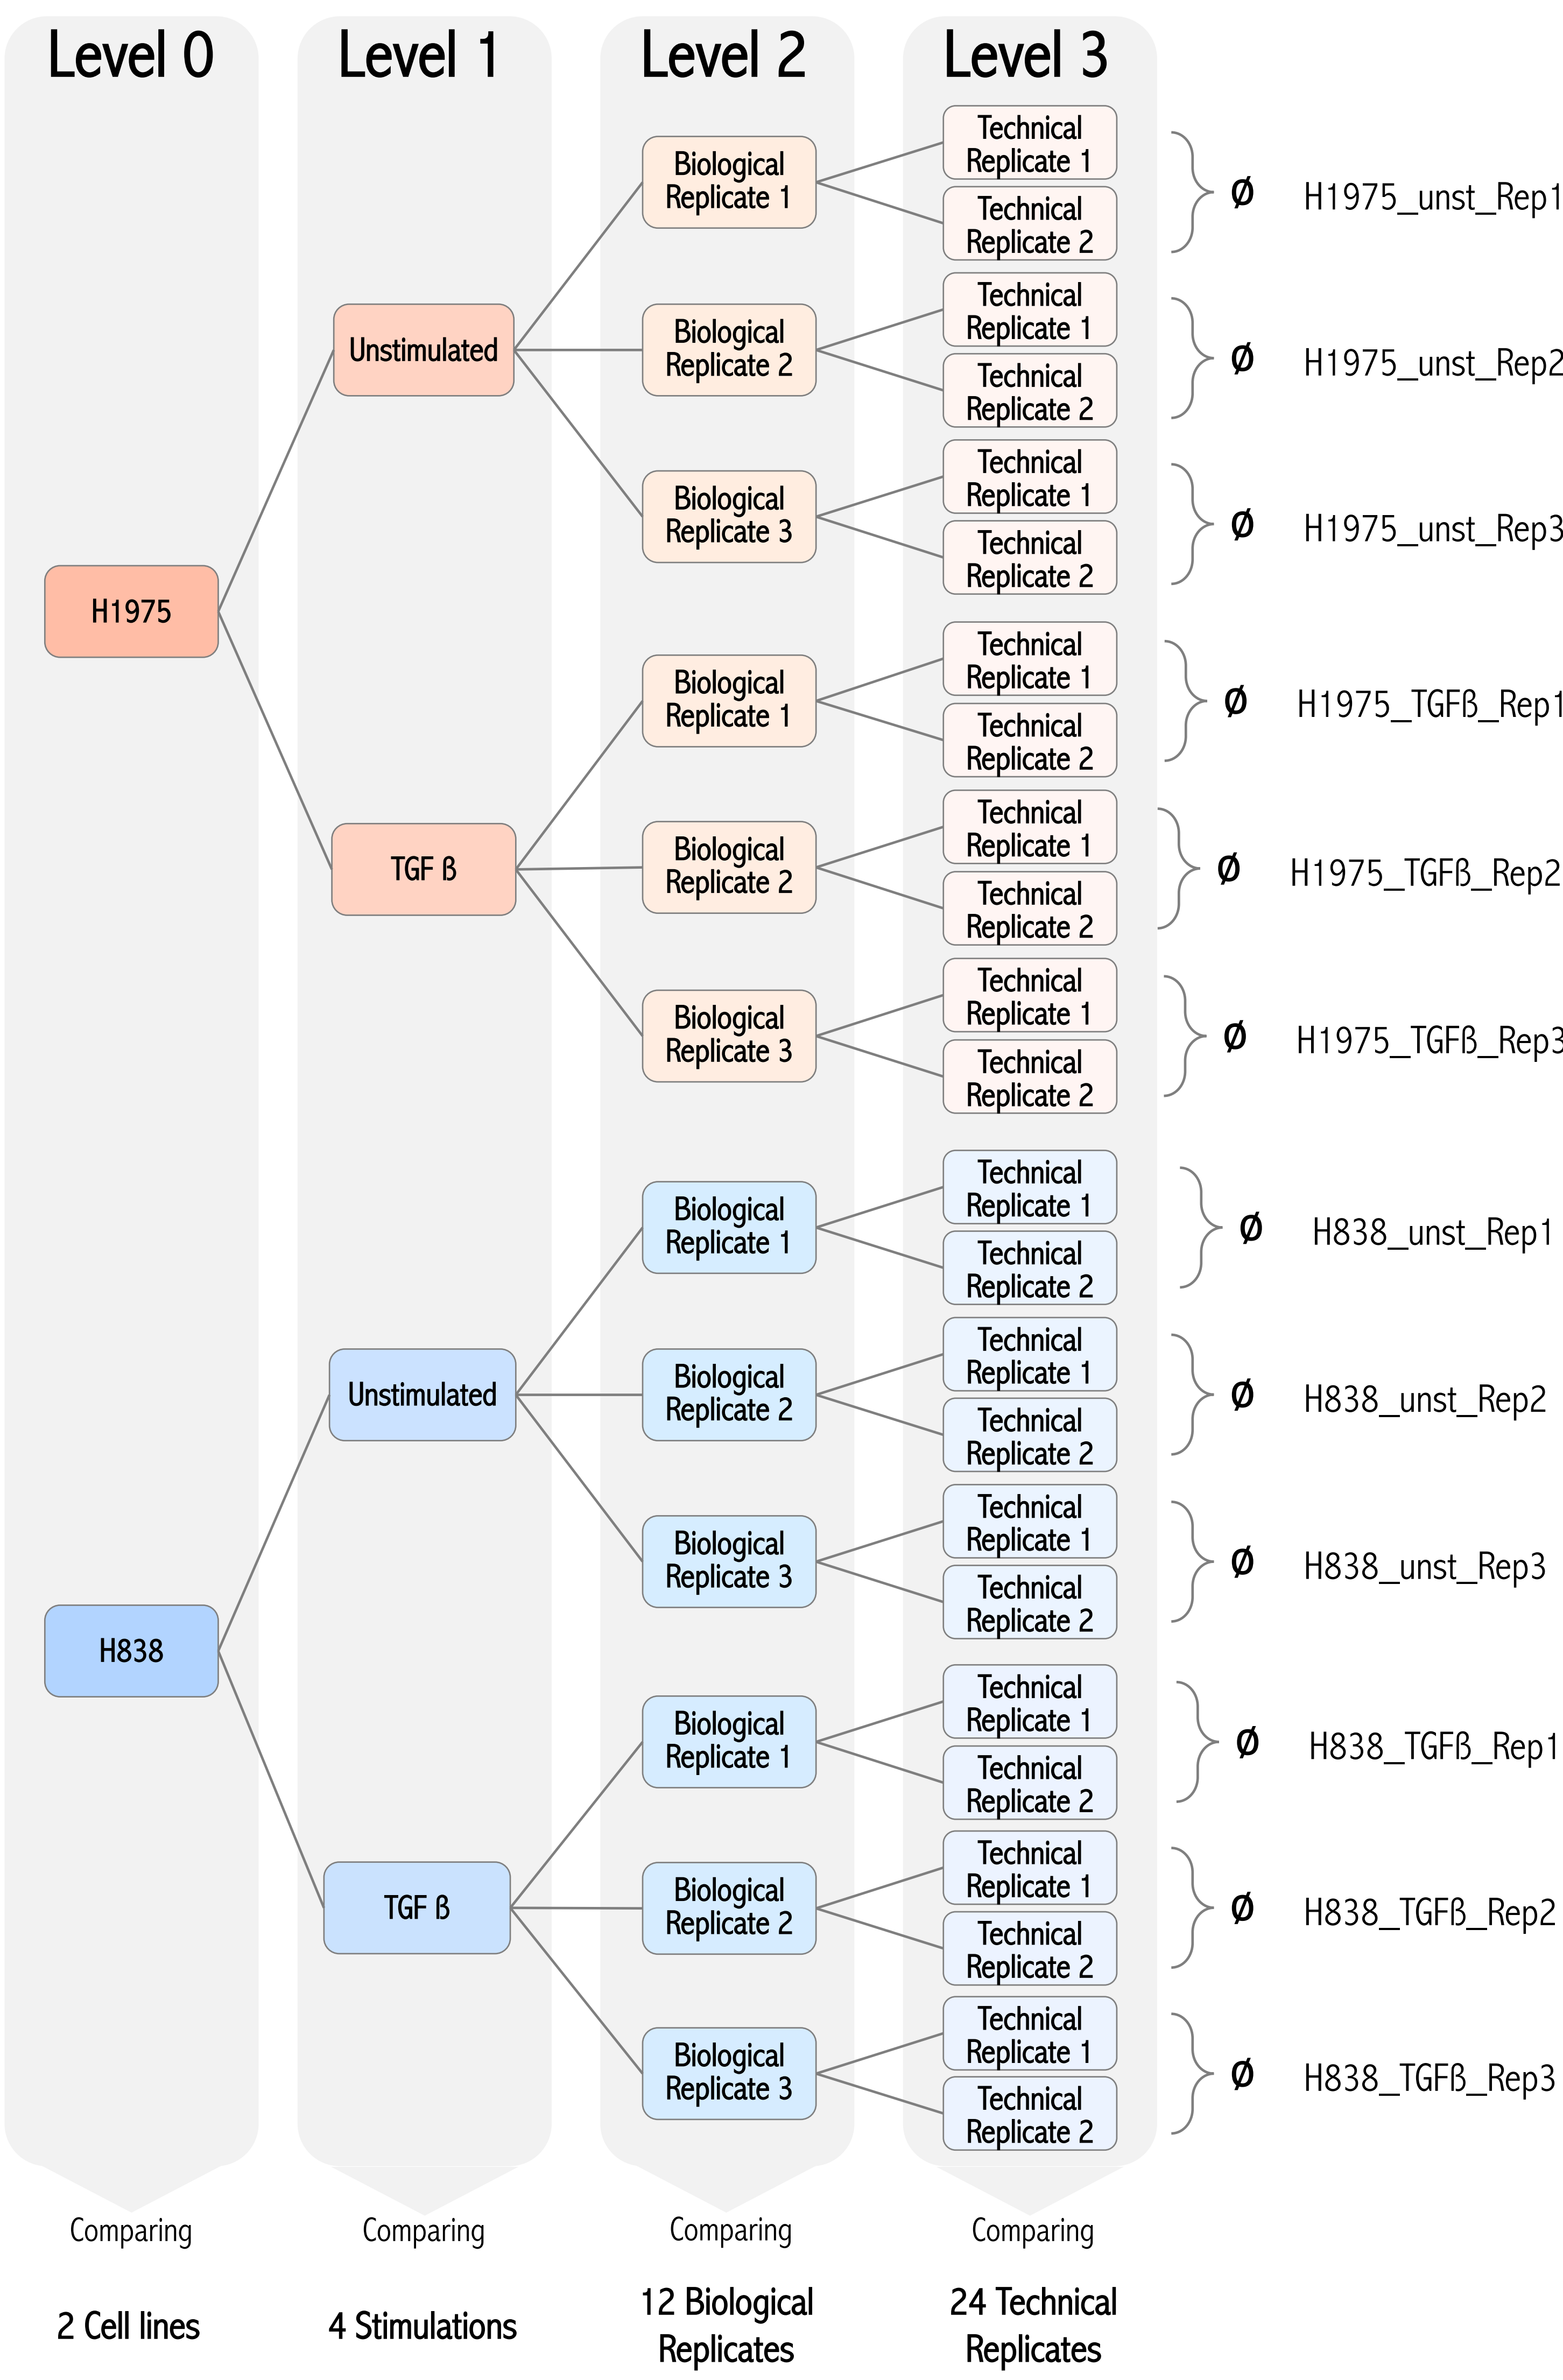 Level 0
Level 1
Level 2
Level 3
H1975
Unstimulated
Biological
Replicate 1
Technical
Replicate 1
Technical
Replicate 2
Ø H1975_unst_Rep1
Biological
Replicate 2
Technical
Replicate 1
Technical
Replicate 2
Ø H1975_unst_Rep2
Biological
Replicate 3
Technical
Replicate 1
Technical
Replicate 2
Ø H1975_unst_Rep3
TGF ß
Biological
Replicate 1
Technical
Replicate 1
Technical
Replicate 2
Ø H1975_TGFß_Rep1
Biological
Replicate 2
Technical
Replicate 1
Technical
Replicate 2
Ø H1975_TGFß_Rep2
Biological
Replicate 3
Technical
Replicate 1
Technical
Replicate 2
Ø H1975_TGFß_Rep3
H838
Unstimulated
Biological
Replicate 1
Technical
Replicate 1
Technical
Replicate 2
Ø H838_unst_Rep1
Biological
Replicate 2
Technical
Replicate 1
Technical
Replicate 2
Ø H838_unst_Rep2
Biological
Replicate 3
Technical
Replicate 1
Technical
Replicate 2
Ø H838_unst_Rep3
TGF ß
Biological
Replicate 1
Technical
Replicate 1
Technical
Replicate 2
Ø H838_TGFß_Rep1
Biological
Replicate 2
Technical
Replicate 1
Technical
Replicate 2
Ø H838_TGFß_Rep2
Biological
Replicate 3
Technical
Replicate 1
Technical
Replicate 2
Ø H838_TGFß_Rep3
Comparing
2 Cell lines
Comparing
4 Stimulations
Comparing
12 Biological
Replicates
Comparing
24 Technical
Replicates